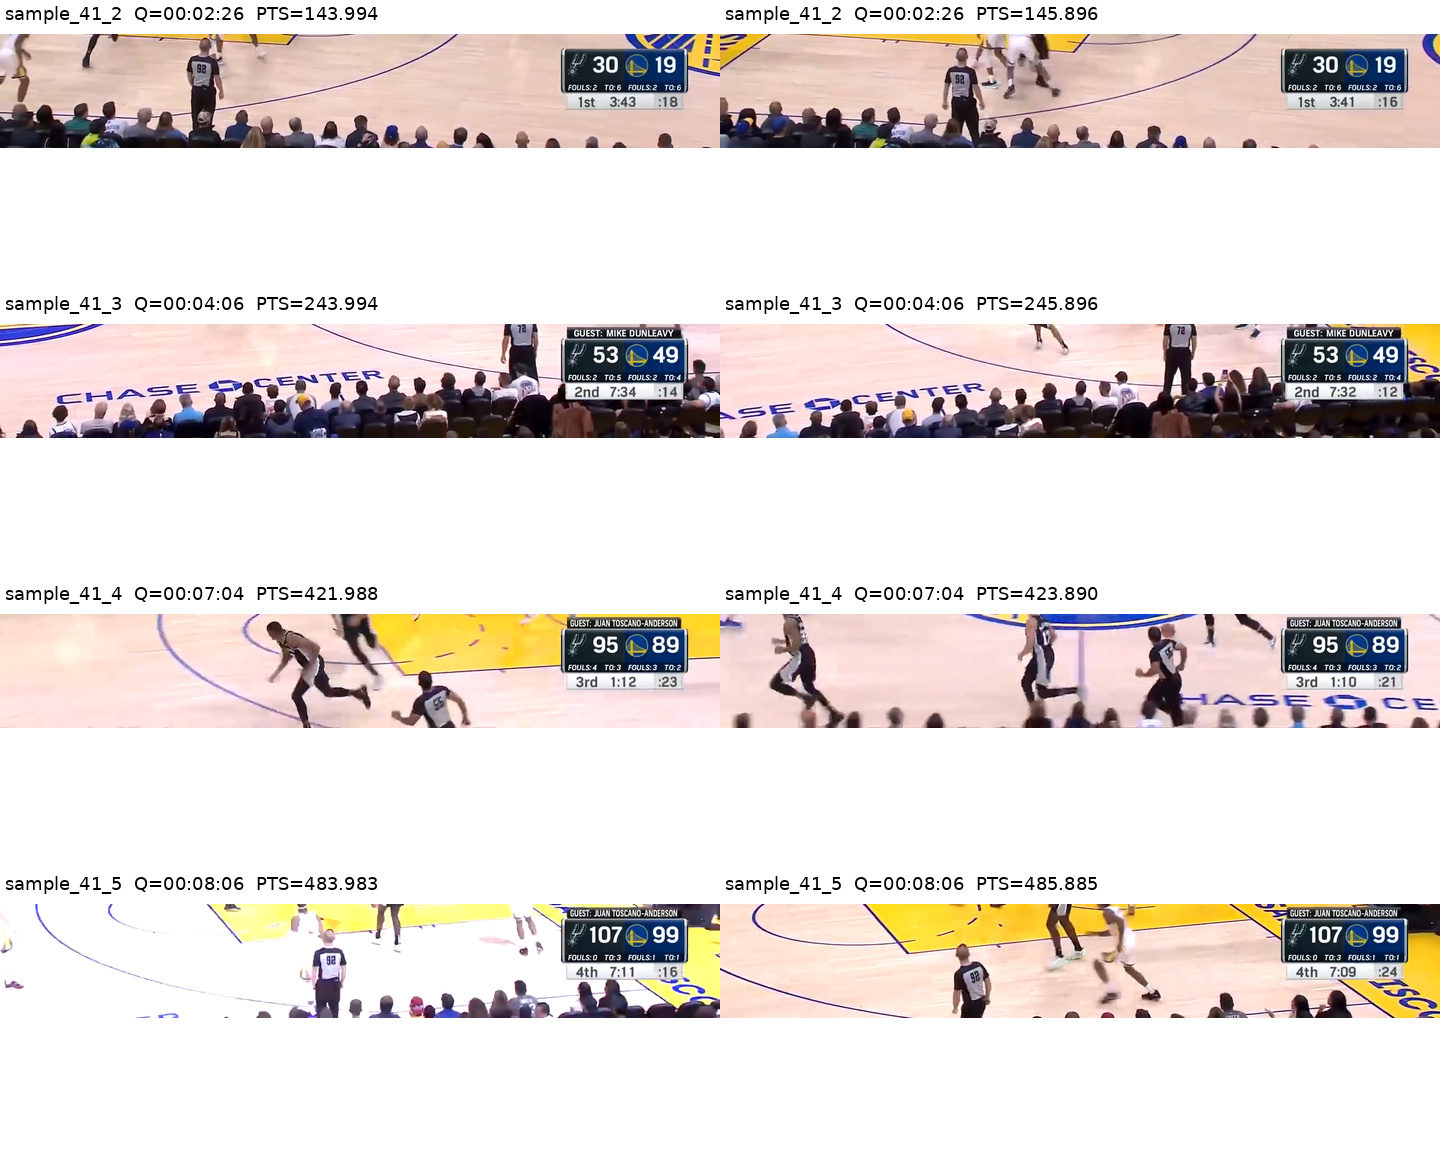 sample_41_2 Q=00:02:26 PTS=143.994
sample_41_2 Q=00:02:26 PTS=145.896
92
30 19
FOULS: 2 TO: 6 FOULS: 2 TO: 6
1st 3:43 :18
92
30 19
FOULS: 2 TO: 6 FOULS: 2 TO: 6
1st 3:41 :16
sample_41_3 Q=00:04:06 PTS=243.994
sample_41_3 Q=00:04:06 PTS=245.896
72
GUEST: MIKE DUNLEAVY
53 49
FOULS: 2 TO: 5 FOULS: 2 TO: 4
2nd 7:34 :14
CHASE CENTER
72
GUEST: MIKE DUNLEAVY
53 49
FOULS: 2 TO: 5 FOULS: 2 TO: 4
2nd 7:32 :12
ASE CENTER
sample_41_4 Q=00:07:04 PTS=421.988
sample_41_4 Q=00:07:04 PTS=423.890
GUEST: JUAN TOSCANO-ANDERSON
95 89
FOULS: 4 TO: 3 FOULS: 3 TO: 2
3rd 1:12 :23
GUEST: JUAN TOSCANO-ANDERSON
95 89
FOULS: 4 TO: 3 FOULS: 3 TO: 2
3rd 1:10 :21
HASE CE
sample_41_5 Q=00:08:06 PTS=483.983
sample_41_5 Q=00:08:06 PTS=485.885
GUEST: JUAN TOSCANO-ANDERSON
107 99
FOULS: 0 TO: 3 FOULS: 1 TO: 1
4th 7:11 :16
92
GUEST: JUAN TOSCANO-ANDERSON
107 99
FOULS: 0 TO: 3 FOULS: 1 TO: 1
4th 7:09 :24
92
ISCO